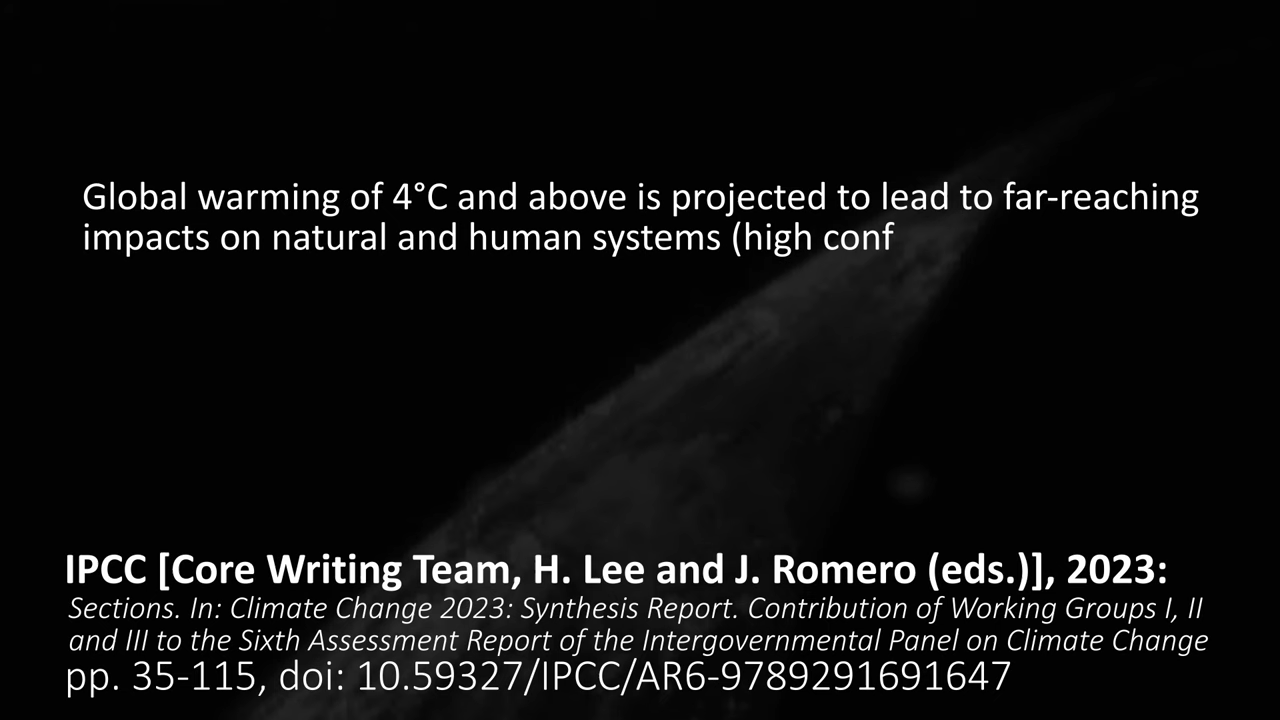 Global warming of 4°C and above is projected to lead to far-reaching
impacts on natural and human systems (high conf
IPCC [Core Writing Team, H. Lee and J. Romero (eds.)], 2023:
Sections. In: Climate Change 2023: Synthesis Report. Contribution of Working Groups I, II
and III to the Sixth Assessment Report of the Intergovernmental Panel on Climate Change
pp. 35-115, doi: 10.59327/IPCC/AR6-9789291691647